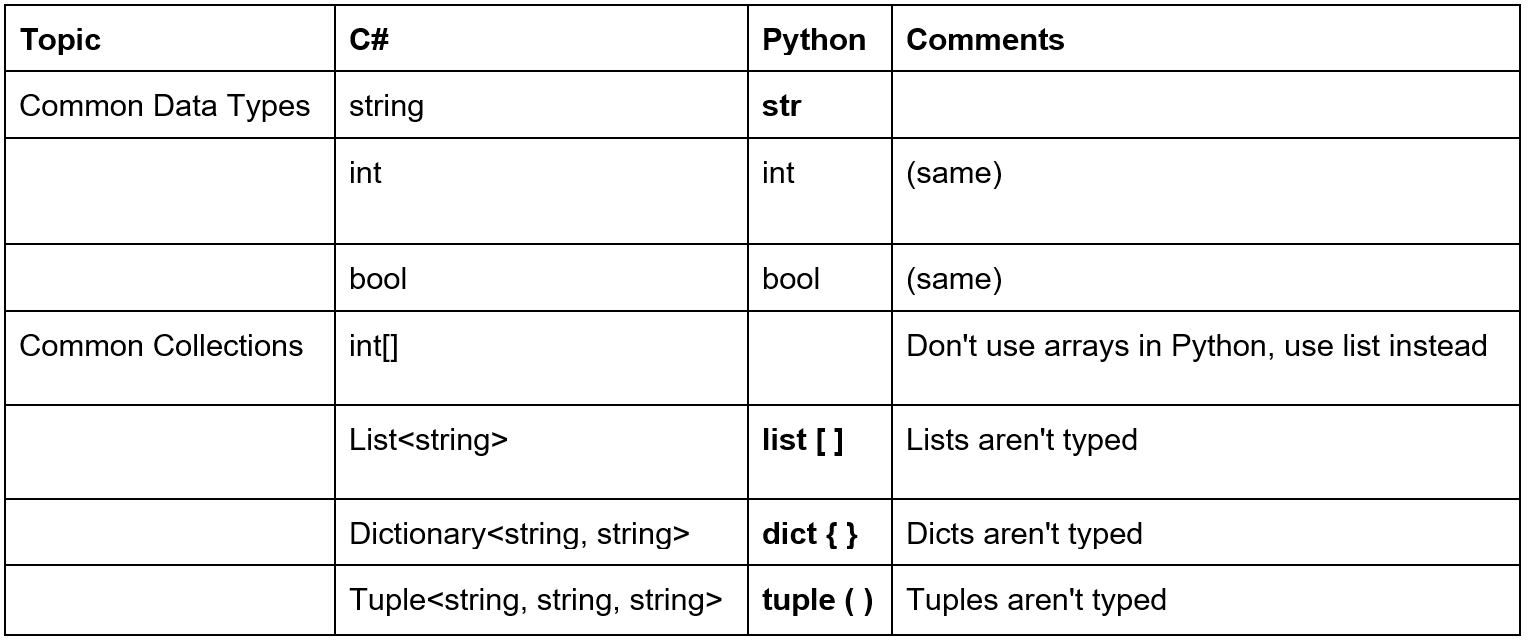 Topic C# Python Comments
Common Data Types string str
int int (same)
bool bool (same)
Common Collections int[] Don't use arrays in Python, use list instead
List<string> list [ ] Lists aren't typed
Dictionary<string, string> dict { } Dicts aren't typed
Tuple<string, string, string> tuple ( ) Tuples aren't typed